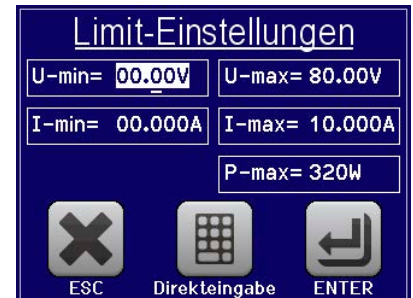 Limit-Einstellungen
U-min= 00.00V U-max= 80.00V
I-min= 00.000A I-max= 10.000A
P-max= 320W
ESC Direkteingabe ENTER